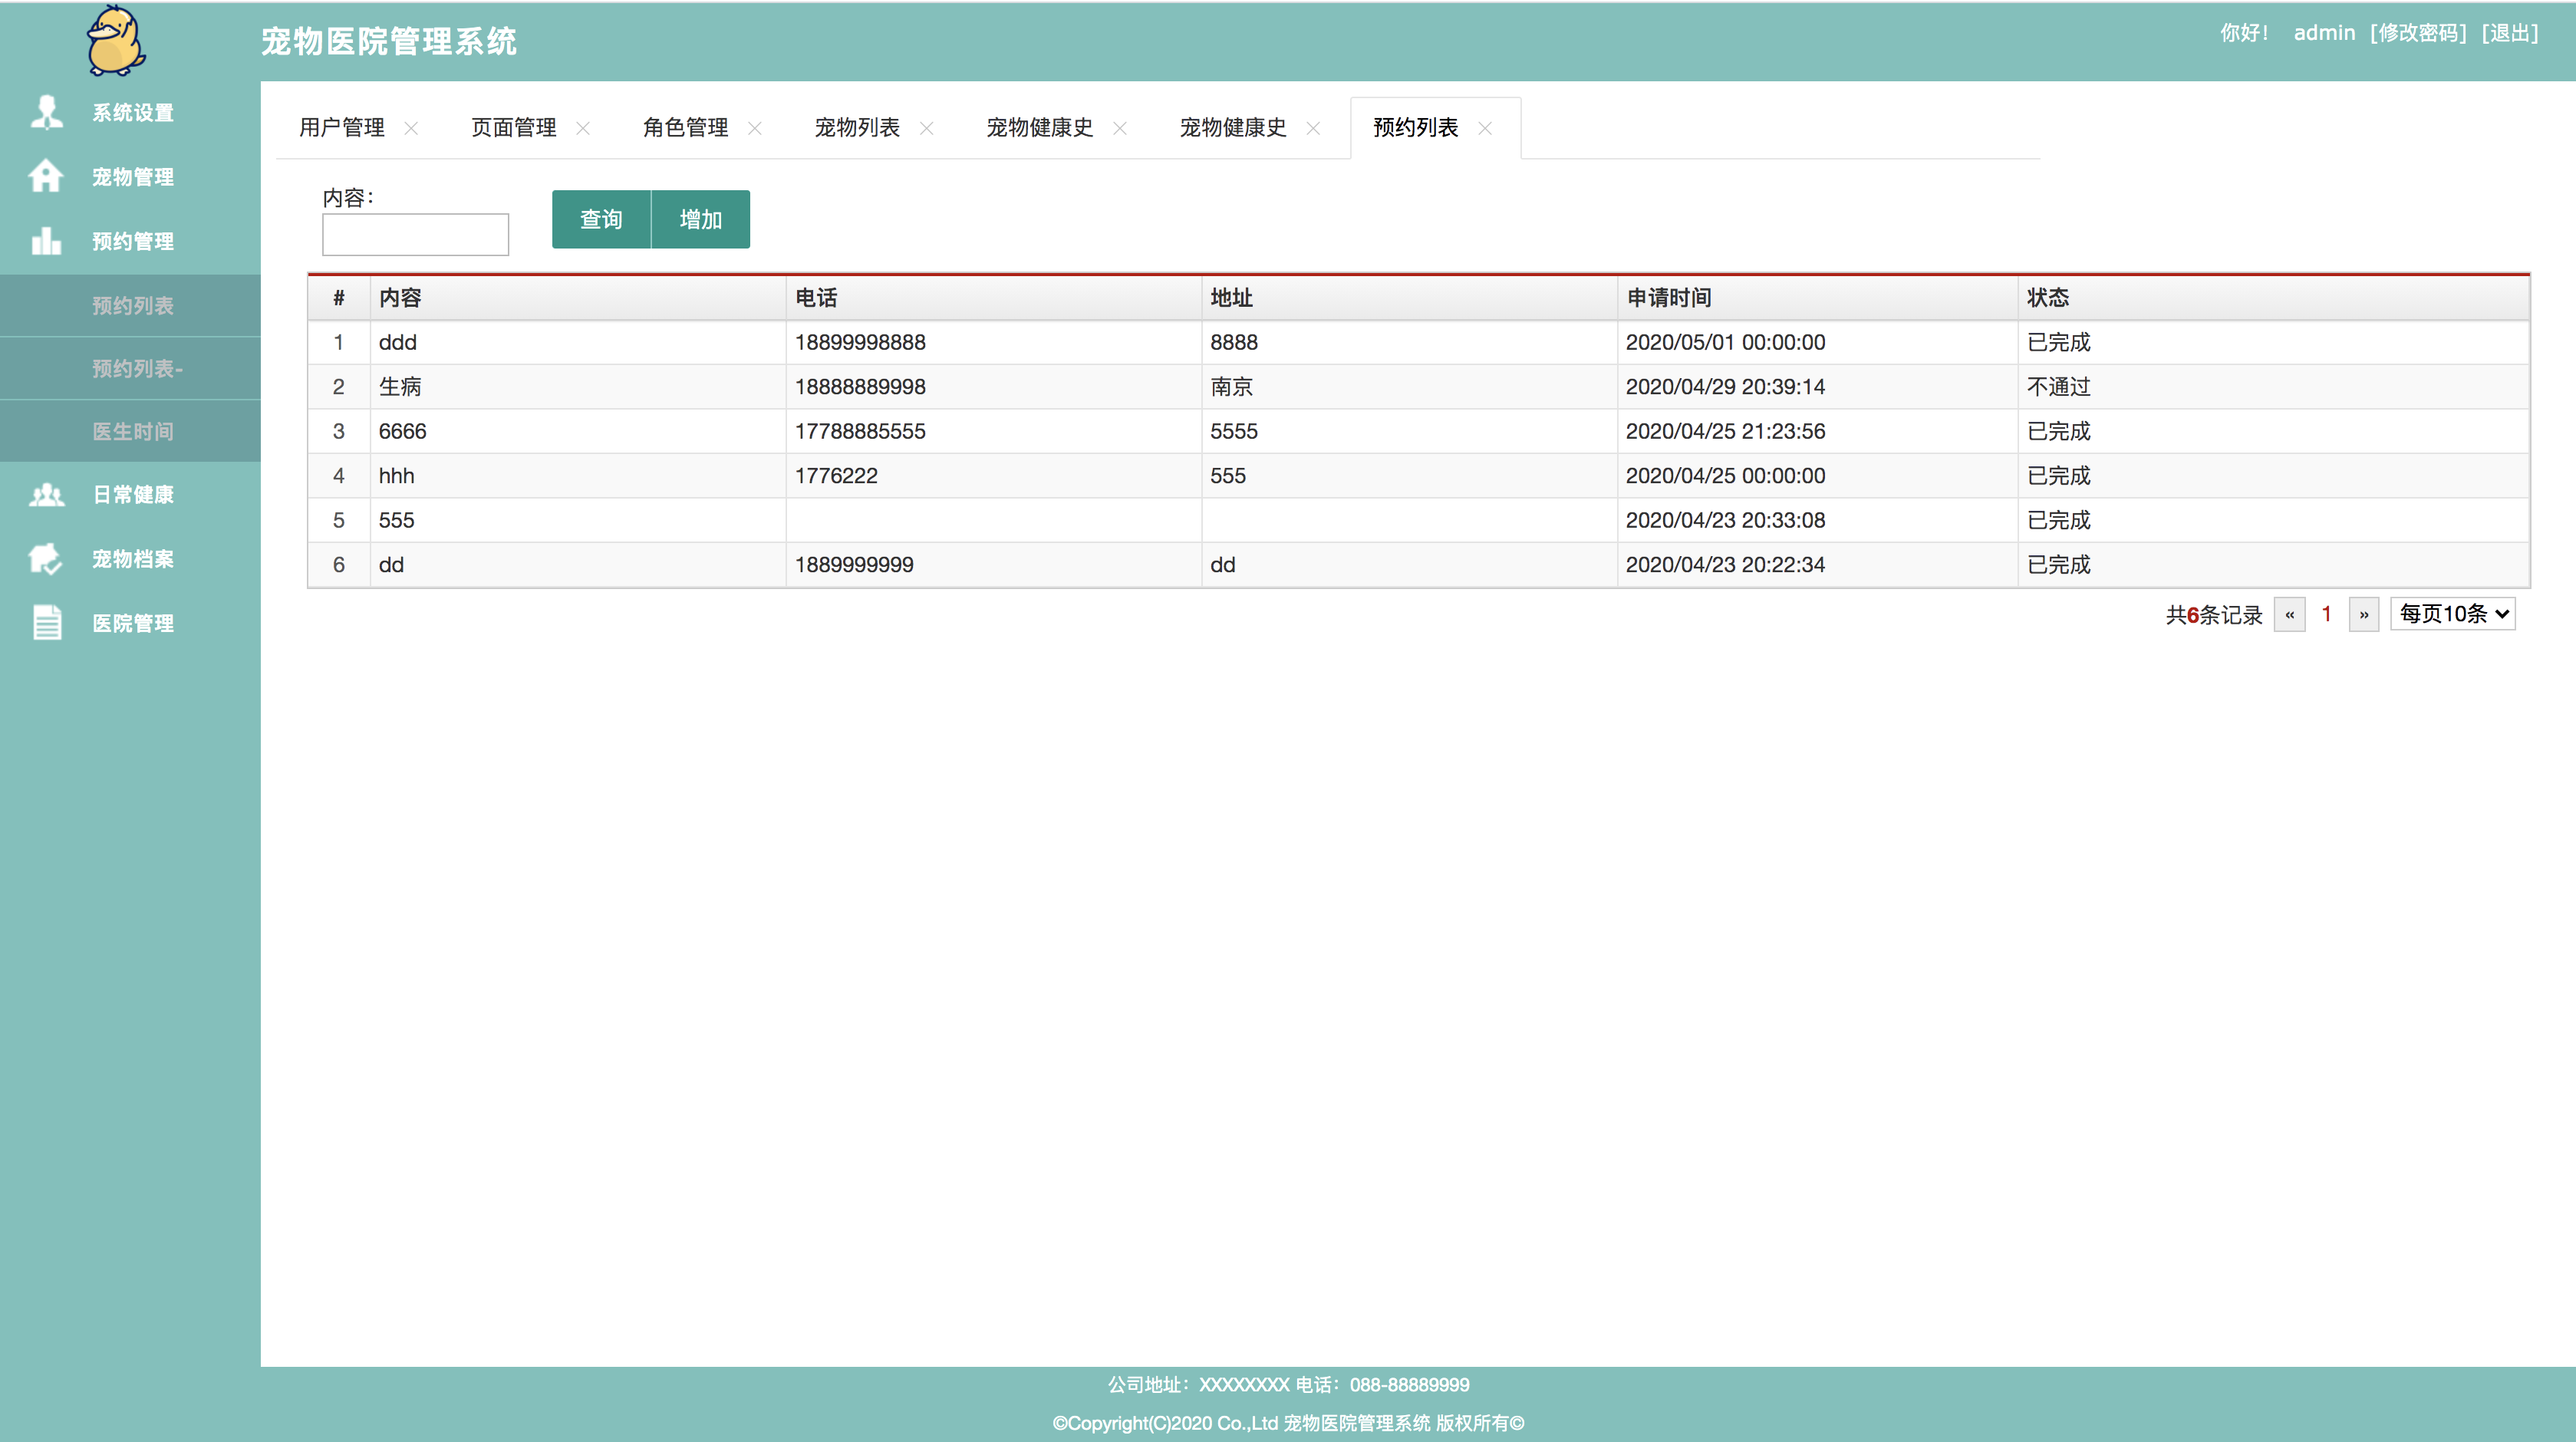 宠物医院管理系统
你好! admin [修改密码] [退出]
系统设置
宠物管理
预约管理
预约列表
预约列表-
医生时间
日常健康
宠物档案
医院管理
用户管理 × 页面管理 × 角色管理 × 宠物列表 × 宠物健康史 × 宠物健康史 × 预约列表 ×
内容:
查询 增加
# 内容 电话 地址 申请时间 状态
1 ddd 18899998888 8888 2020/05/01 00:00:00 已完成
2 生病 18888889998 南京 2020/04/29 20:39:14 不通过
3 6666 17788885555 5555 2020/04/25 21:23:56 已完成
4 hhh 1776222 555 2020/04/25 00:00:00 已完成
5 555 2020/04/23 20:33:08 已完成
6 dd 1889999999 dd 2020/04/23 20:22:34 已完成
共6条记录 « 1 » 每页10条
公司地址：XXXXXXXX 电话：088-88889999
©Copyright(C)2020 Co.,Ltd 宠物医院管理系统 版权所有©